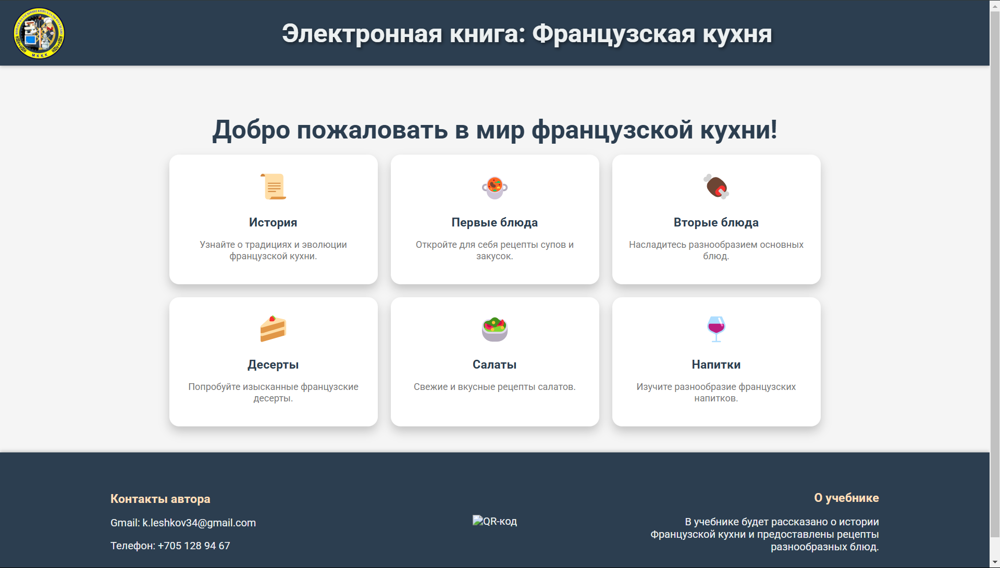 МККК
Электронная книга: Французская кухня
Добро пожаловать в мир французской кухни!
История
Узнайте о традициях и эволюции
французской кухни.
Первые блюда
Откройте для себя рецепты супов и
закусок.
Вторые блюда
Насладитесь разнообразием основных
блюд.
Десерты
Попробуйте изысканные французские
десерты.
Салаты
Свежие и вкусные рецепты салатов.
Напитки
Изучите разнообразие французских
напитков.
Контакты автора
Gmail: k.leshkov34@gmail.com
Телефон: +705 128 94 67
QR-код
О учебнике
В учебнике будет рассказано о истории
Французской кухни и предоставлены рецепты
разнообразных блюд.